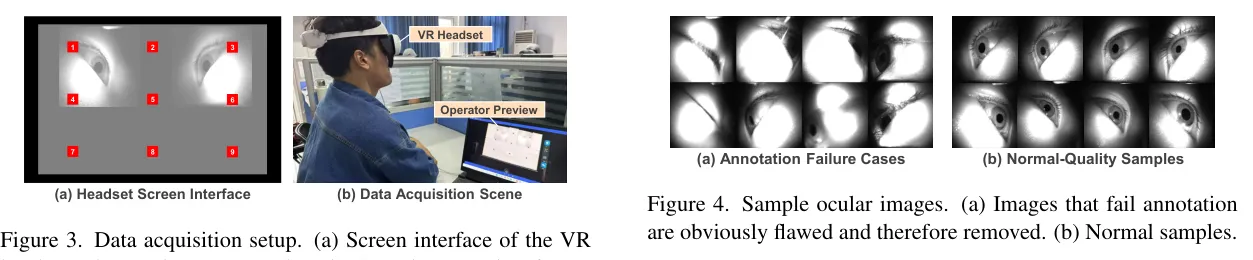 1 2 3
4 5 6
7 8 9
VR Headset
Operator Preview
(a) Headset Screen Interface
(b) Data Acquisition Scene
Figure 3. Data acquisition setup. (a) Screen interface of the VR
(a) Annotation Failure Cases
(b) Normal-Quality Samples
Figure 4. Sample ocular images. (a) Images that fail annotation
are obviously flawed and therefore removed. (b) Normal samples.